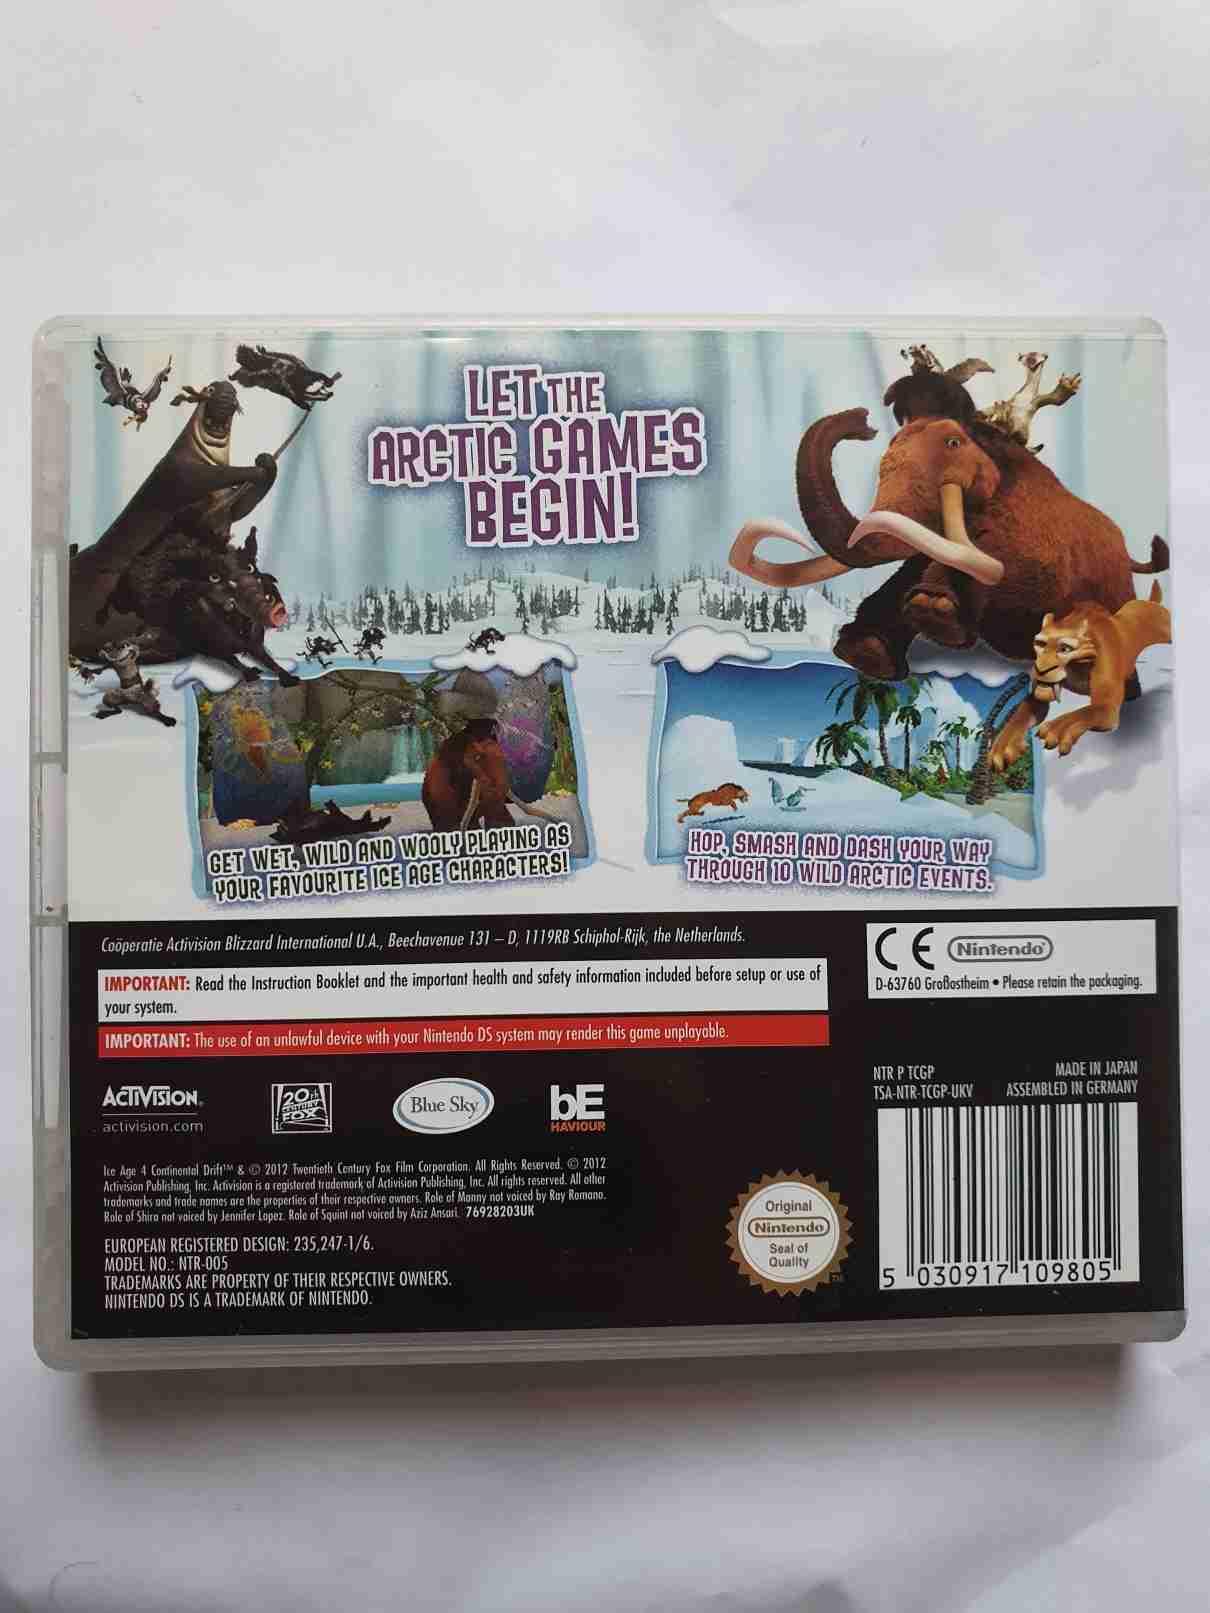 LET THE
ARCTIC GAMES
BEGIN!
GET WET, WILD AND WOOLY PLAYING AS
YOUR FAVOURITE ICE AGE CHARACTERS!
HOP, SMASH AND DASH YOUR WAY
THROUGH 10 WILD ARCTIC EVENTS.
Coöperatie Activision Blizzard International U.A., Beechavenue 131 – D, 1119RB Schiphol-Rijk, the Netherlands.
IMPORTANT: Read the Instruction Booklet and the important health and safety information included before setup or use of
your system.
IMPORTANT: The use of an unlawful device with your Nintendo DS system may render this game unplayable.
CE Nintendo®
D-63760 Großostheim • Please retain the packaging.
NTR P TCGP
TSA-NTR-TCGP-UKV
MADE IN JAPAN
ASSEMBLED IN GERMANY
ACTIVISION®
activision.com
20th
CENTURY
FOX
Blue Sky
bE
HAVIOUR
Ice Age 4 Continental Drift™ & © 2012 Twentieth Century Fox Film Corporation. All Rights Reserved. © 2012
Activision Publishing, Inc. Activision is a registered trademark of Activision Publishing, Inc. All rights reserved. All other
trademarks and trade names are the properties of their respective owners. Role of Manny not voiced by Ray Romano.
Role of Shira not voiced by Jennifer Lopez. Role of Squint not voiced by Aziz Ansari. 76928203UK
EUROPEAN REGISTERED DESIGN: 235,247-1/6.
MODEL NO.: NTR-005
TRADEMARKS ARE PROPERTY OF THEIR RESPECTIVE OWNERS.
NINTENDO DS IS A TRADEMARK OF NINTENDO.
Original
Nintendo
Seal of
Quality
TM
5 030917 109805